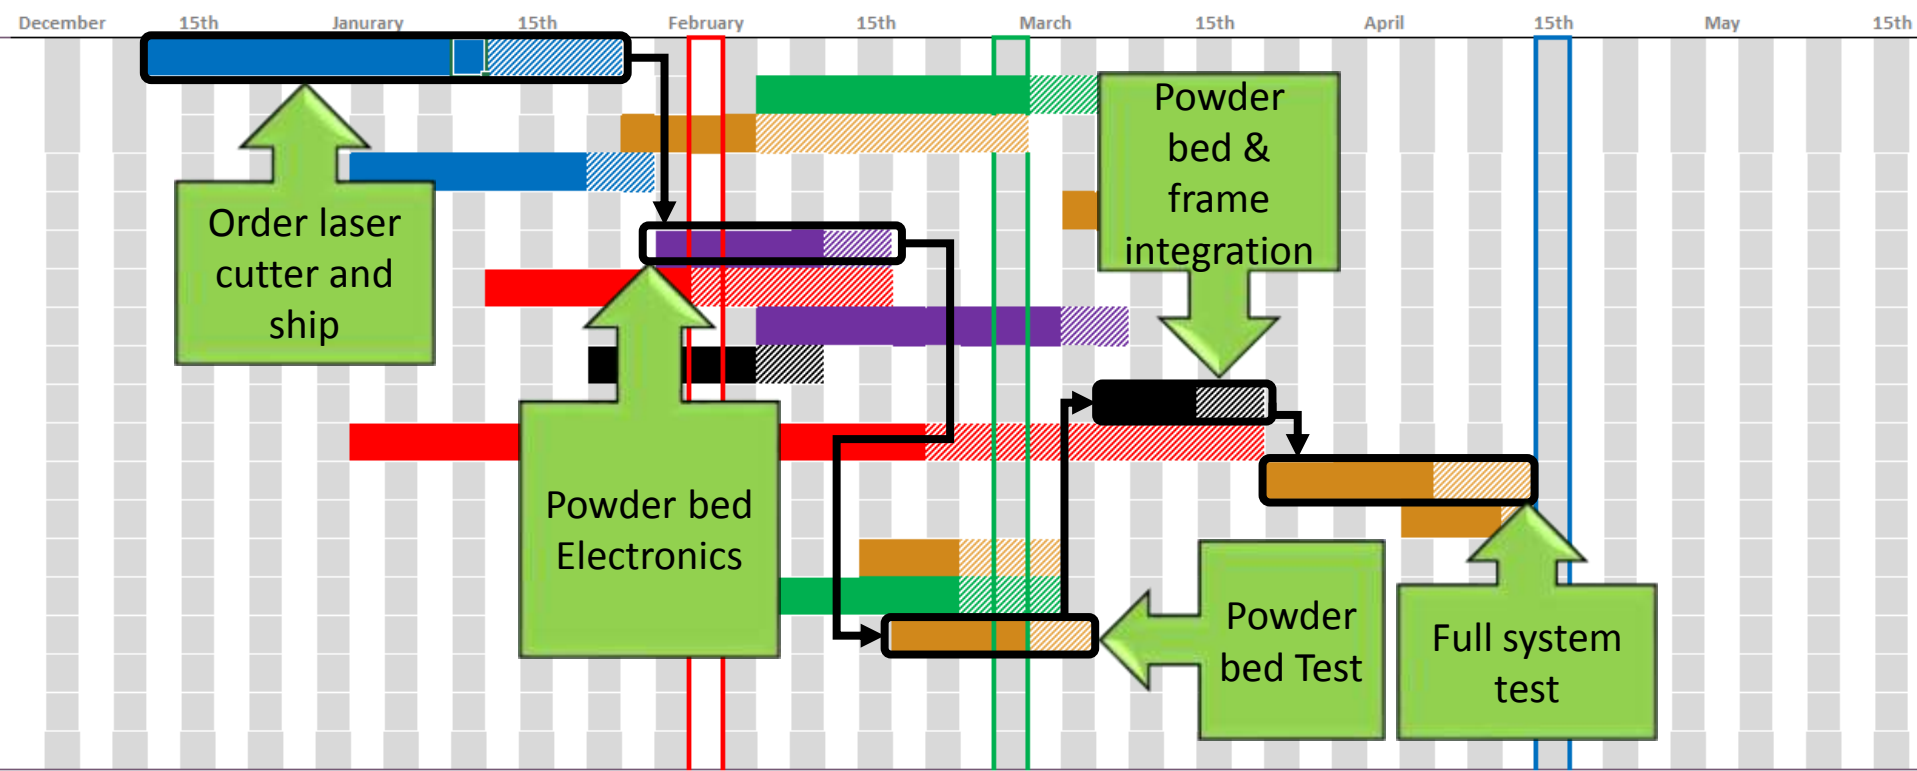 December 15th Janurary 15th February 15th March 15th April 15th May 15th
Order laser
cutter and
ship
Powder
bed &
frame
integration
Powder bed
Electronics
Powder
bed Test
Full system
test